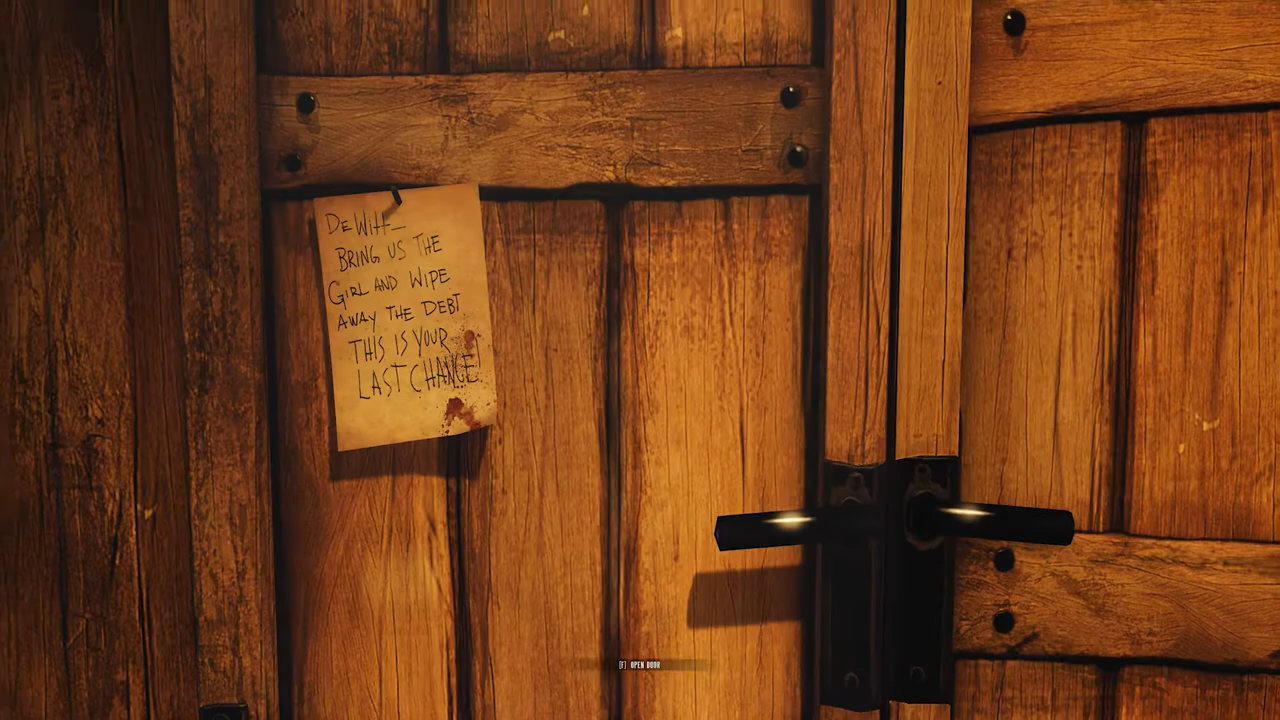 DEWITT—
BRING US THE
GIRL AND WIPE
AWAY THE DEBT
THIS IS YOUR
LAST CHANCE!
[F] OPEN DOOR